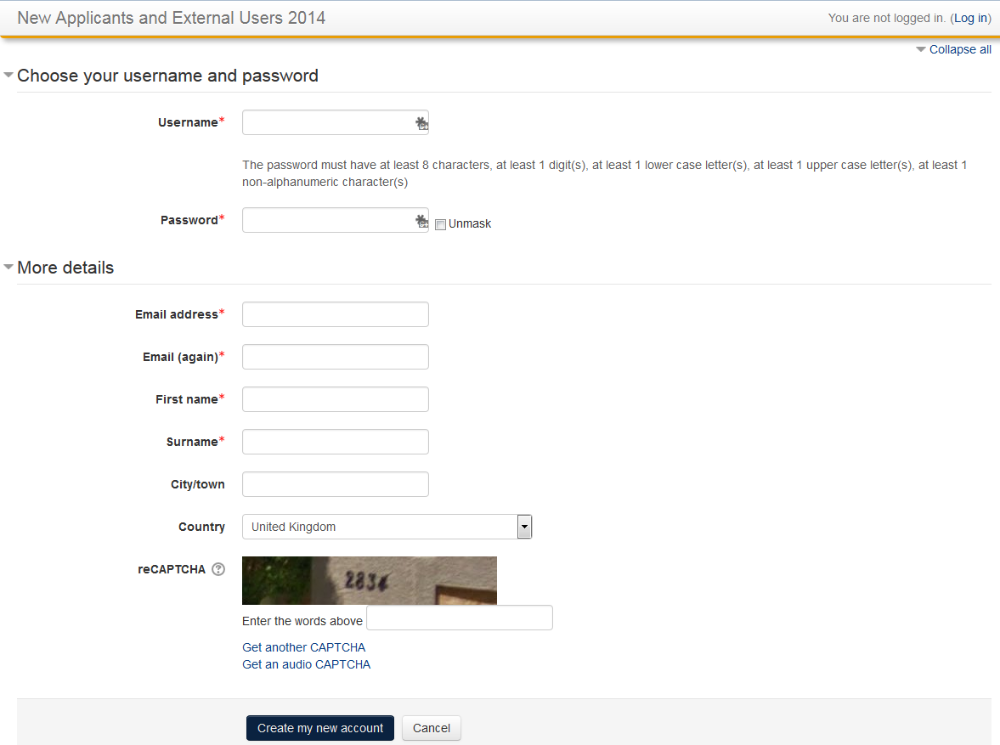 New Applicants and External Users 2014
You are not logged in. (Log in)
Collapse all
Choose your username and password
Username*
The password must have at least 8 characters, at least 1 digit(s), at least 1 lower case letter(s), at least 1 upper case letter(s), at least 1
non-alphanumeric character(s)
Password*
Unmask
More details
Email address*
Email (again)*
First name*
Surname*
City/town
Country
United Kingdom
reCAPTCHA ?
Enter the words above
Get another CAPTCHA
Get an audio CAPTCHA
Create my new account
Cancel